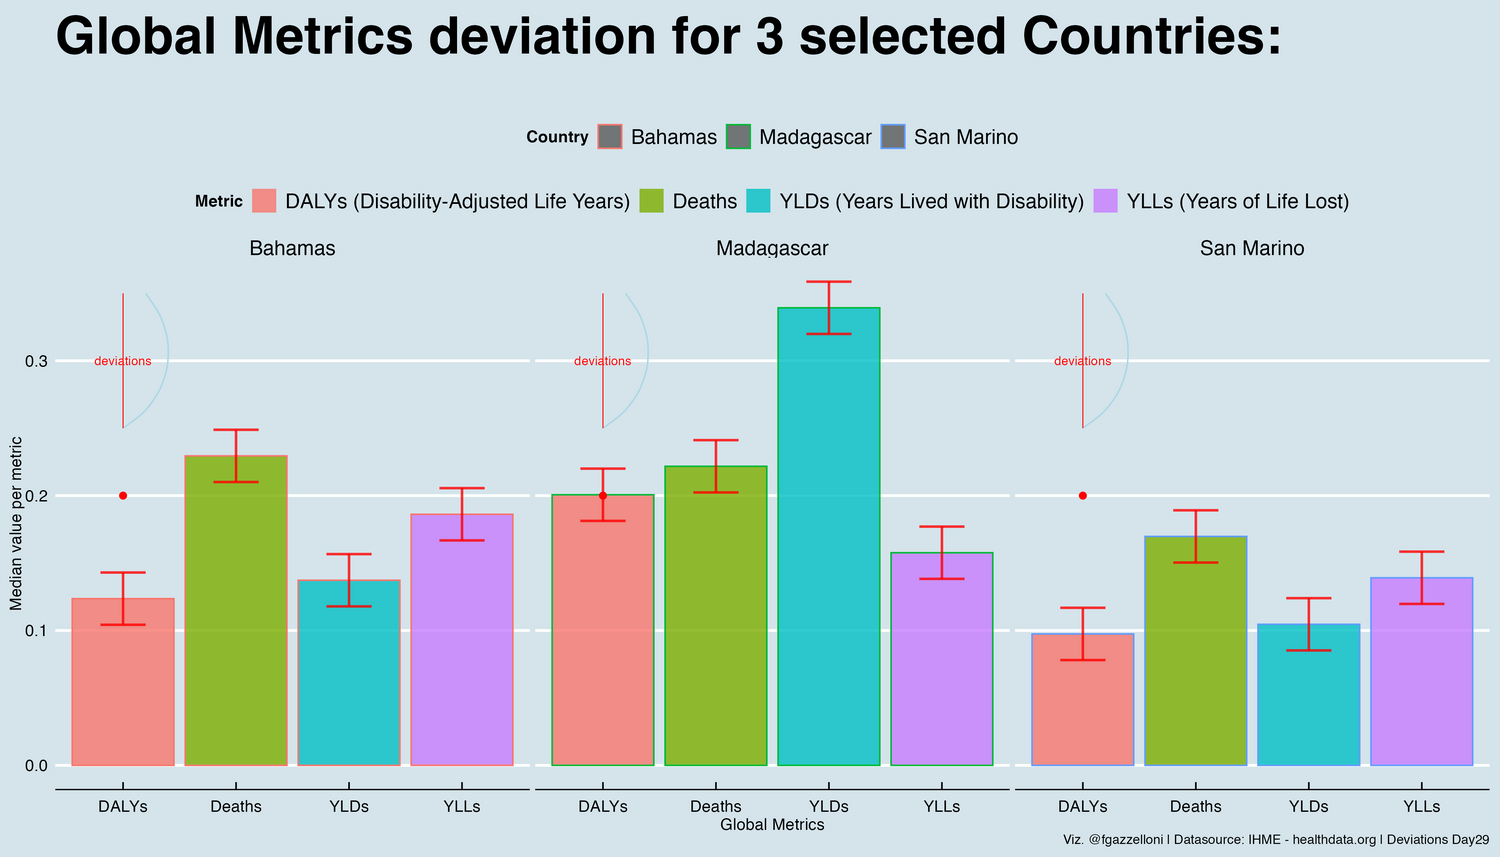 Global Metrics deviation for 3 selected Countries:
Country Bahamas Madagascar San Marino
Metric DALYs (Disability-Adjusted Life Years) Deaths YLDs (Years Lived with Disability) YLLs (Years of Life Lost)
Bahamas Madagascar San Marino
Median value per metric
0.3
0.2
0.1
0.0
deviations deviations deviations
DALYs Deaths YLDs YLLs DALYs Deaths YLDs YLLs DALYs Deaths YLDs YLLs
Global Metrics
Viz. @fgazzelloni | Datasource: IHME - healthdata.org | Deviations Day29